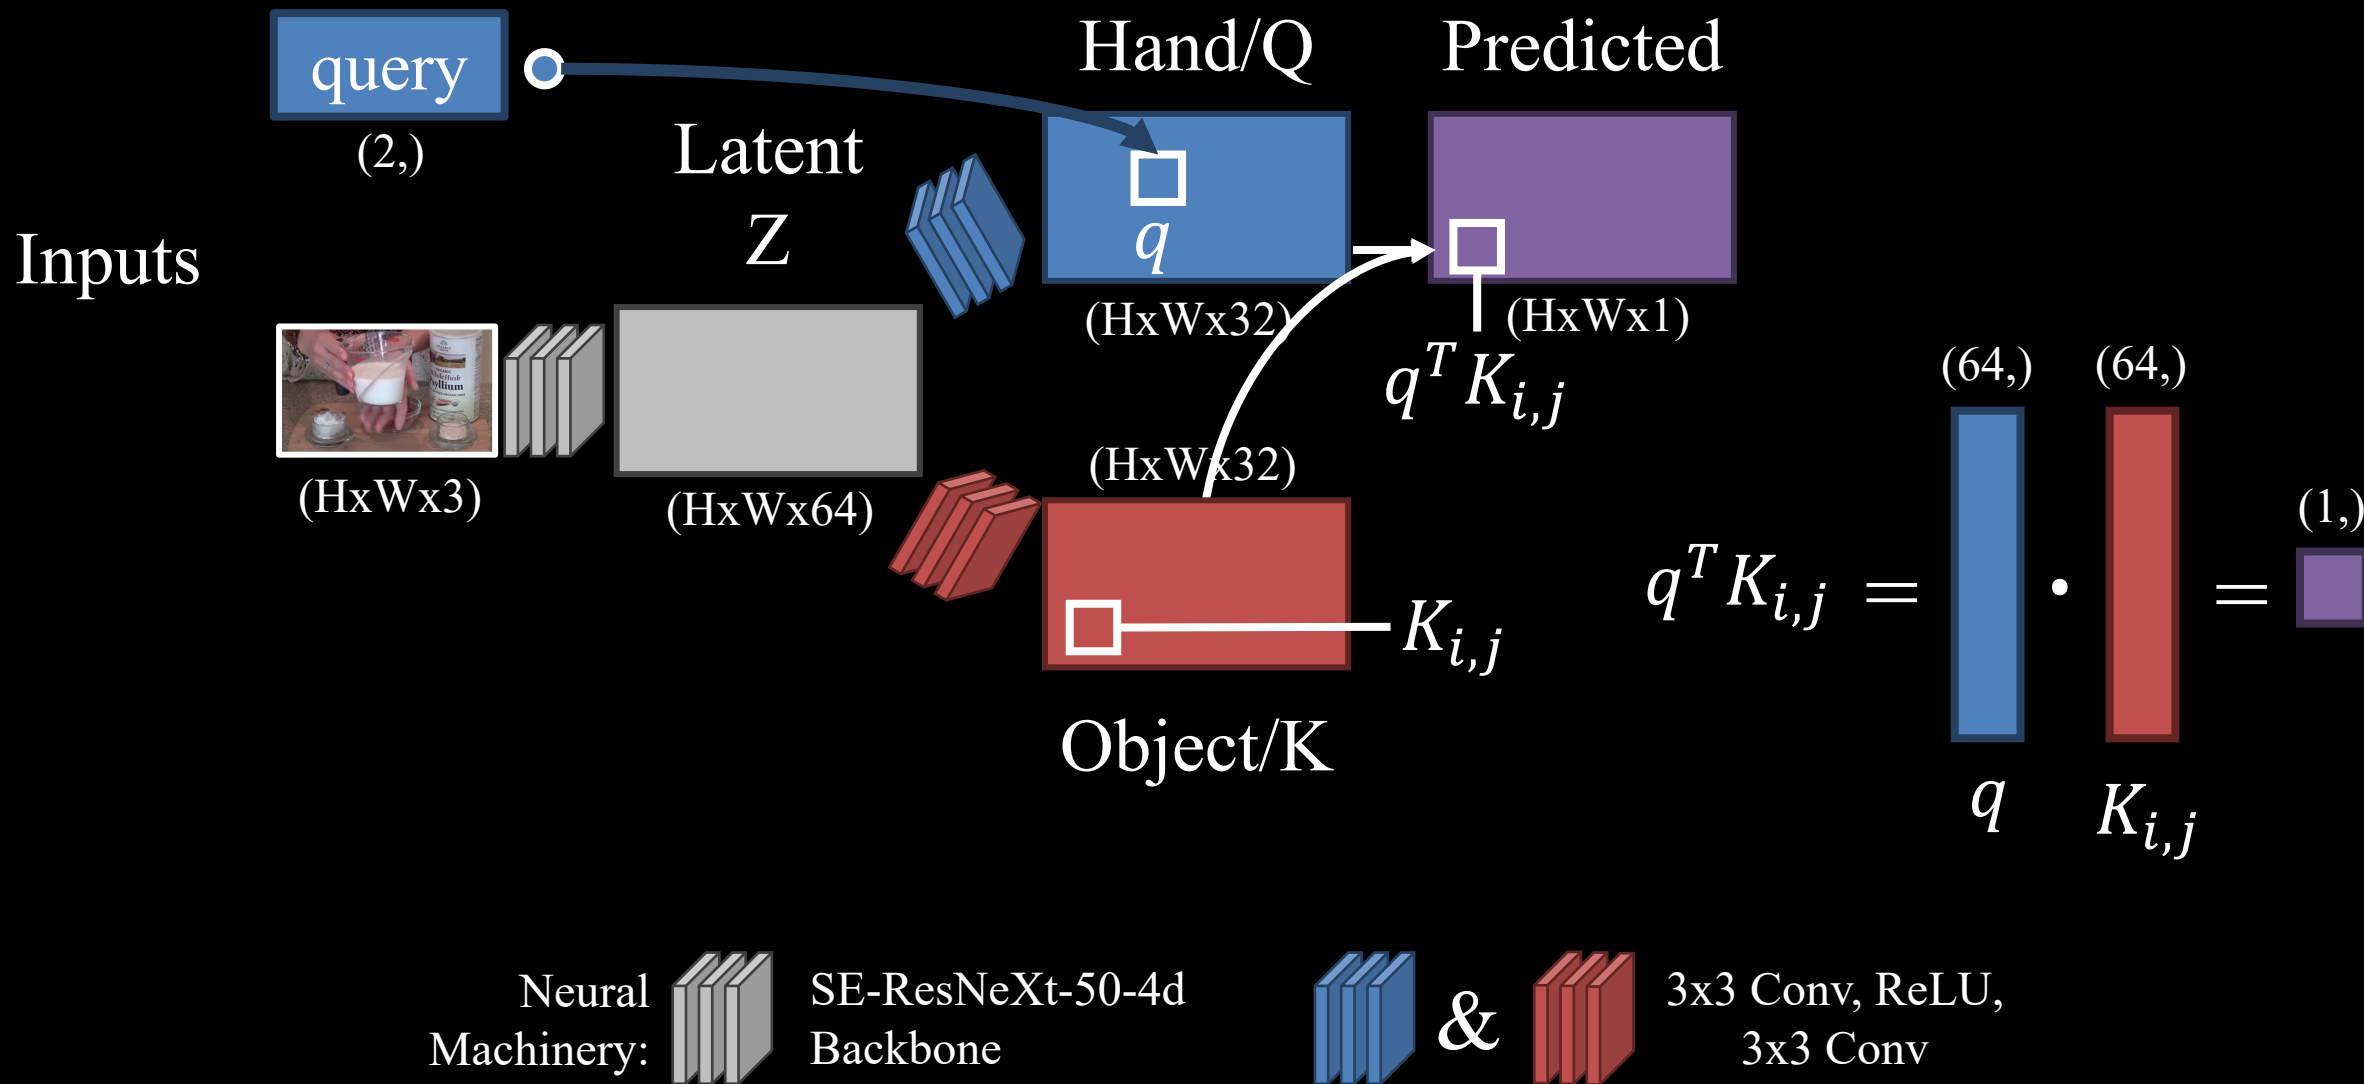 query
(2,)
Inputs
(HxWx3)
Latent
Z
(HxWx64)
Hand/Q
q
(HxWx32)
Predicted
(HxWx1)
q^T K_{i,j}
(HxWx32)
K_{i,j}
Object/K
(64,) (64,)
(1,)
q^T K_{i,j} = · =
q K_{i,j}
Neural
Machinery:
SE-ResNeXt-50-4d
Backbone
&
3x3 Conv, ReLU,
3x3 Conv